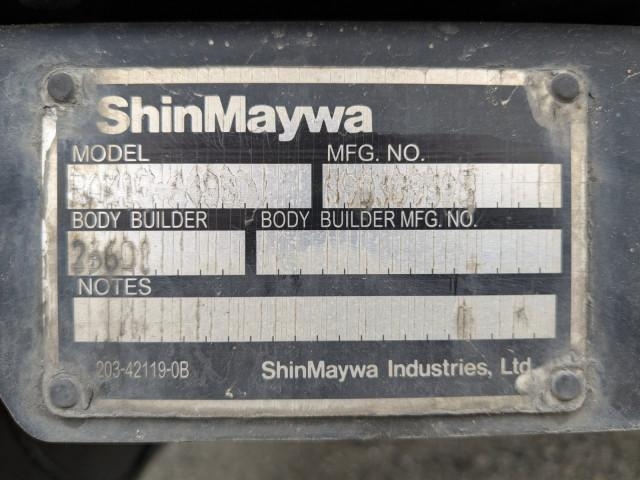 ShinMaywa
MODEL MFG. NO.
BODY BUILDER BODY BUILDER MFG. NO.
NOTES
203-42119-0B ShinMaywa Industries, Ltd.